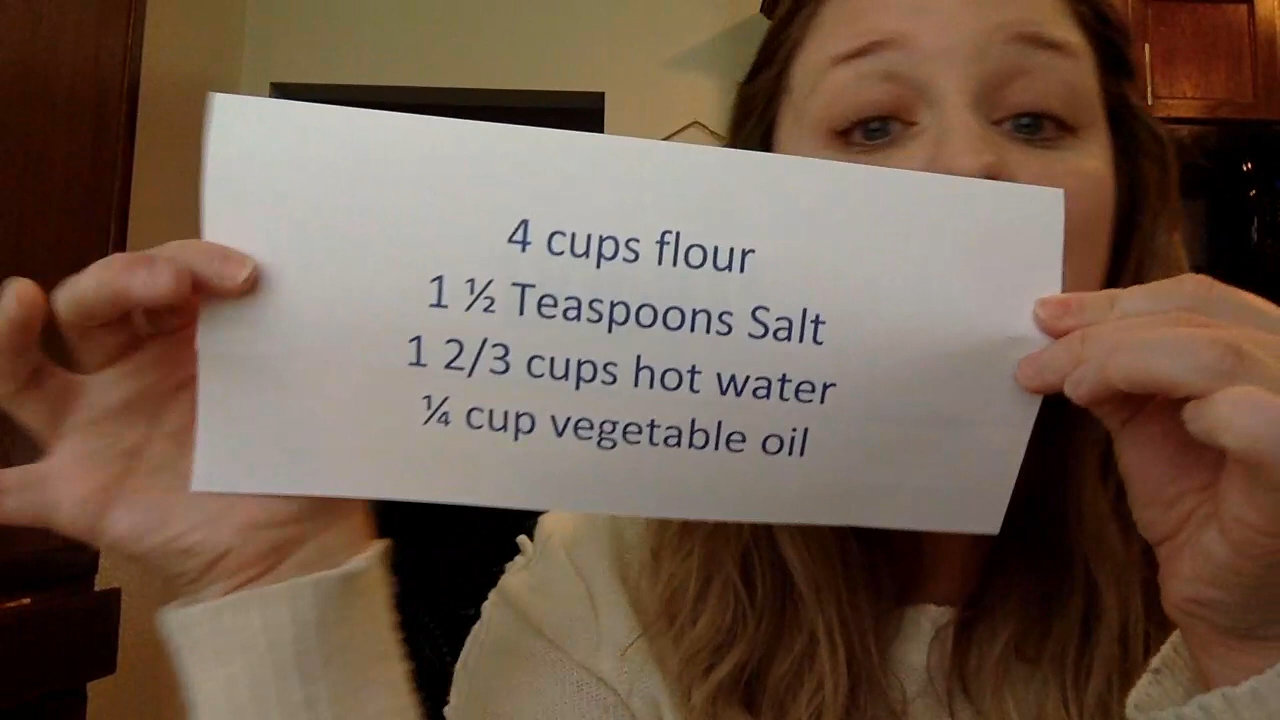 4 cups flour
1 ½ Teaspoons Salt
1 2/3 cups hot water
¼ cup vegetable oil